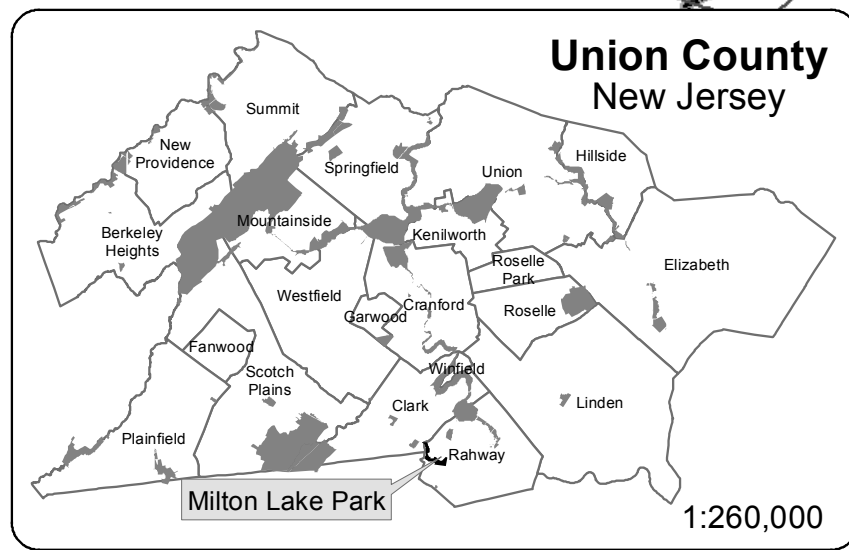 Union County
New Jersey
Summit
New
Providence
Springfield
Union
Hillside
Berkeley
Heights
Mountainside
Kenilworth
Elizabeth
Roselle
Park
Westfield
Roselle
Garwood
Cranford
Fanwood
Scotch
Plains
Winfield
Clark
Linden
Plainfield
Rahway
Milton Lake Park
1:260,000